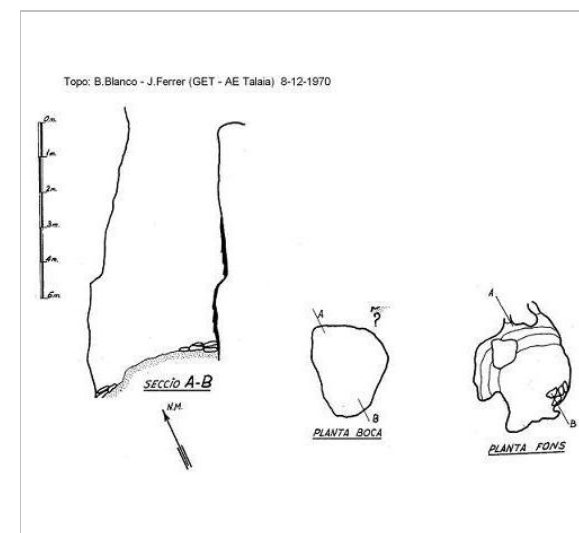 Topo: B.Blanco - J.Ferrer (GET - AE Talaia) 8-12-1970
0m.
1m.
2m.
3m.
4m.
5m.
SECCIO A-B
N.M.
A
?
B
PLANTA BOCA
A.
B
PLANTA FONS